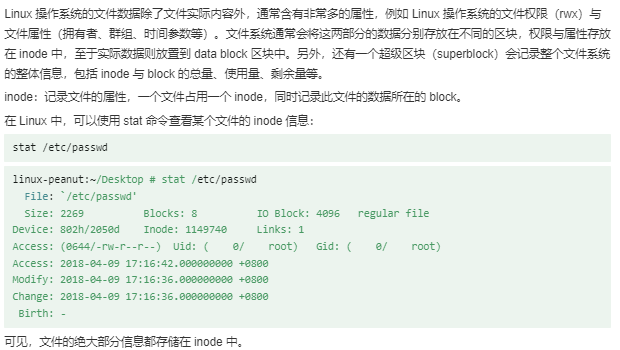 Linux 操作系统的文件数据除了文件实际内容外，通常含有非常多的属性，例如 Linux 操作系统的文件权限（rwx）与
文件属性（拥有者、群组、时间参数等）。文件系统通常会将这两部分的数据分别存放在不同的区块，权限与属性存放
在 inode 中，至于实际数据则放置到 data block 区块中。另外，还有一个超级区块（superblock）会记录整个文件系统
的整体信息，包括 inode 与 block 的总量、使用量、剩余量等。
inode：记录文件的属性，一个文件占用一个 inode，同时记录此文件的数据所在的 block。
在 Linux 中，可以使用 stat 命令查看某个文件的 inode 信息：
stat /etc/passwd
linux-peanut:~/Desktop # stat /etc/passwd
File: `/etc/passwd'
Size: 2269 Blocks: 8 IO Block: 4096 regular file
Device: 802h/2050d Inode: 1149740 Links: 1
Access: (0644/-rw-r--r--) Uid: ( 0/ root) Gid: ( 0/ root)
Access: 2018-04-09 17:16:42.000000000 +0800
Modify: 2018-04-09 17:16:36.000000000 +0800
Change: 2018-04-09 17:16:36.000000000 +0800
Birth: -
可见，文件的绝大部分信息都存储在 inode 中。